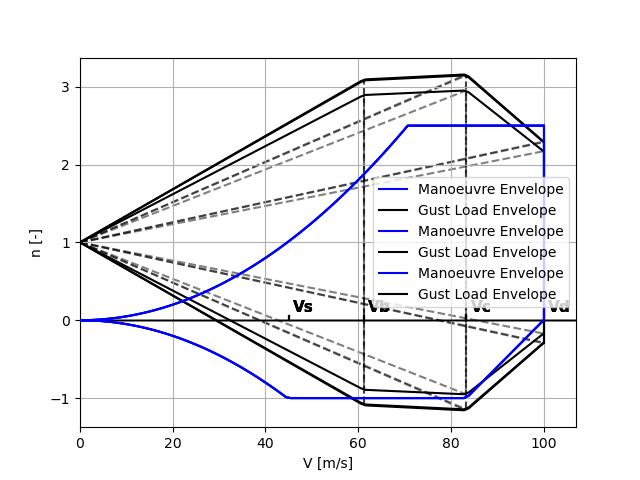 3
2
1
0
−1
n [-]
Manoeuvre Envelope
Gust Load Envelope
Manoeuvre Envelope
Gust Load Envelope
Manoeuvre Envelope
Gust Load Envelope
Vs Vb Vc Vd
0 20 40 60 80 100
V [m/s]